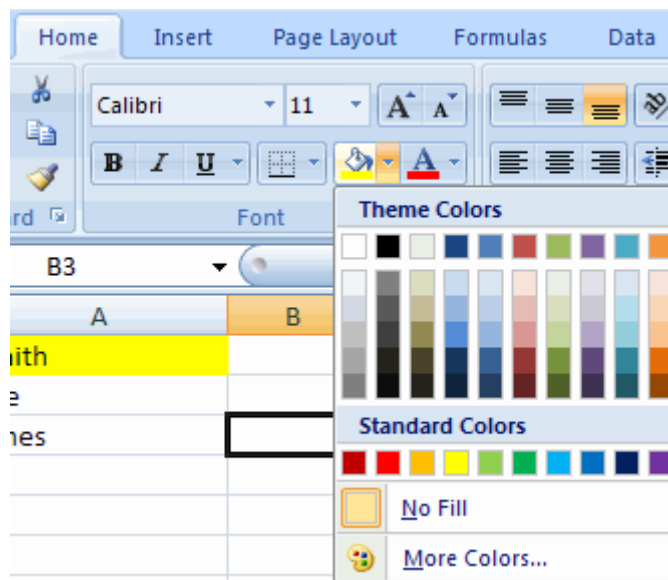 Home Insert Page Layout Formulas Data
Calibri 11 A A
B I U A
rd Font
Theme Colors
B3
A B
ith
e
nes
Standard Colors
No Fill
More Colors...